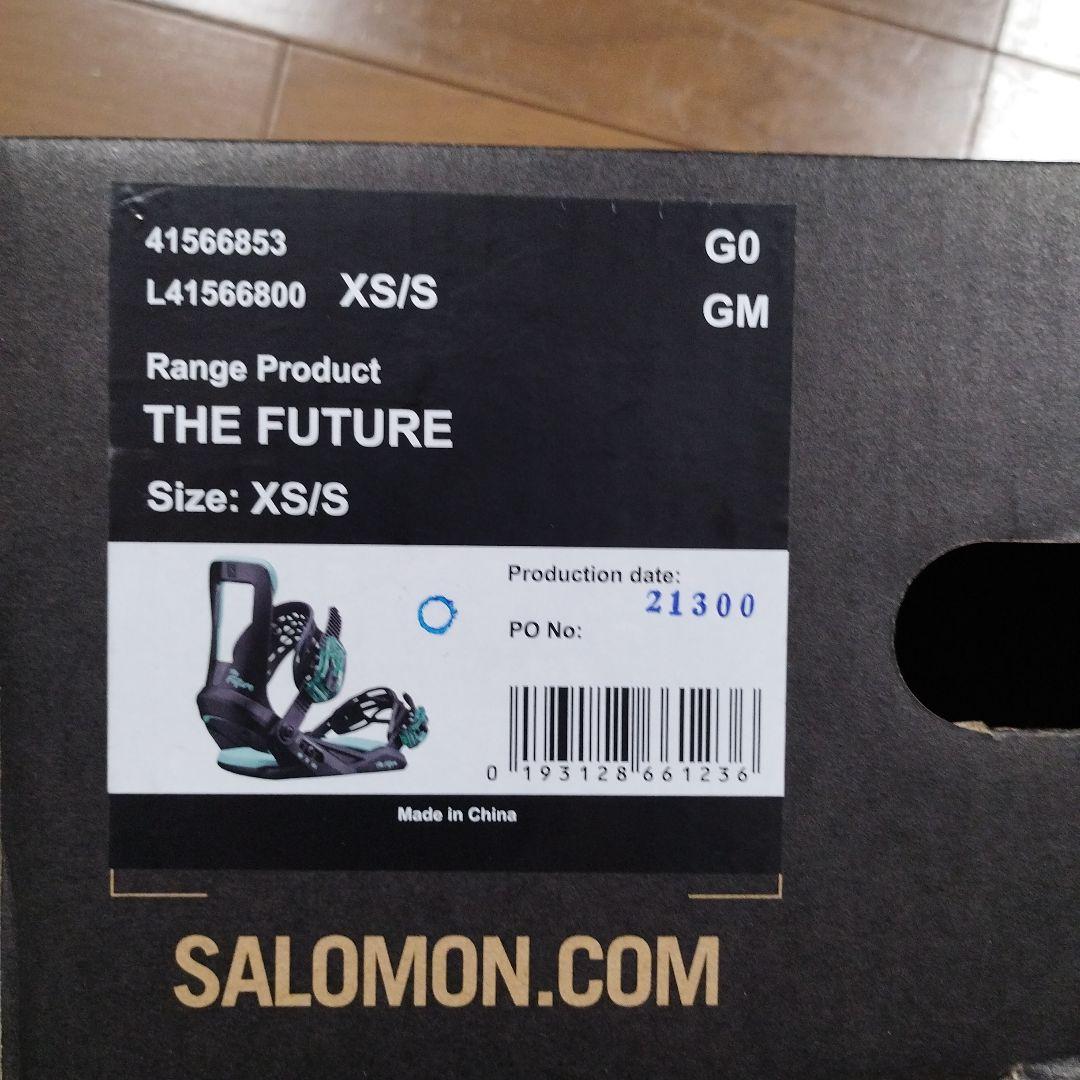 41566853
G0
L41566800 XS/S
GM
Range Product
THE FUTURE
Size: XS/S
Production date:
21300
PO No:
0 193128 661236
Made in China
SALOMON.COM